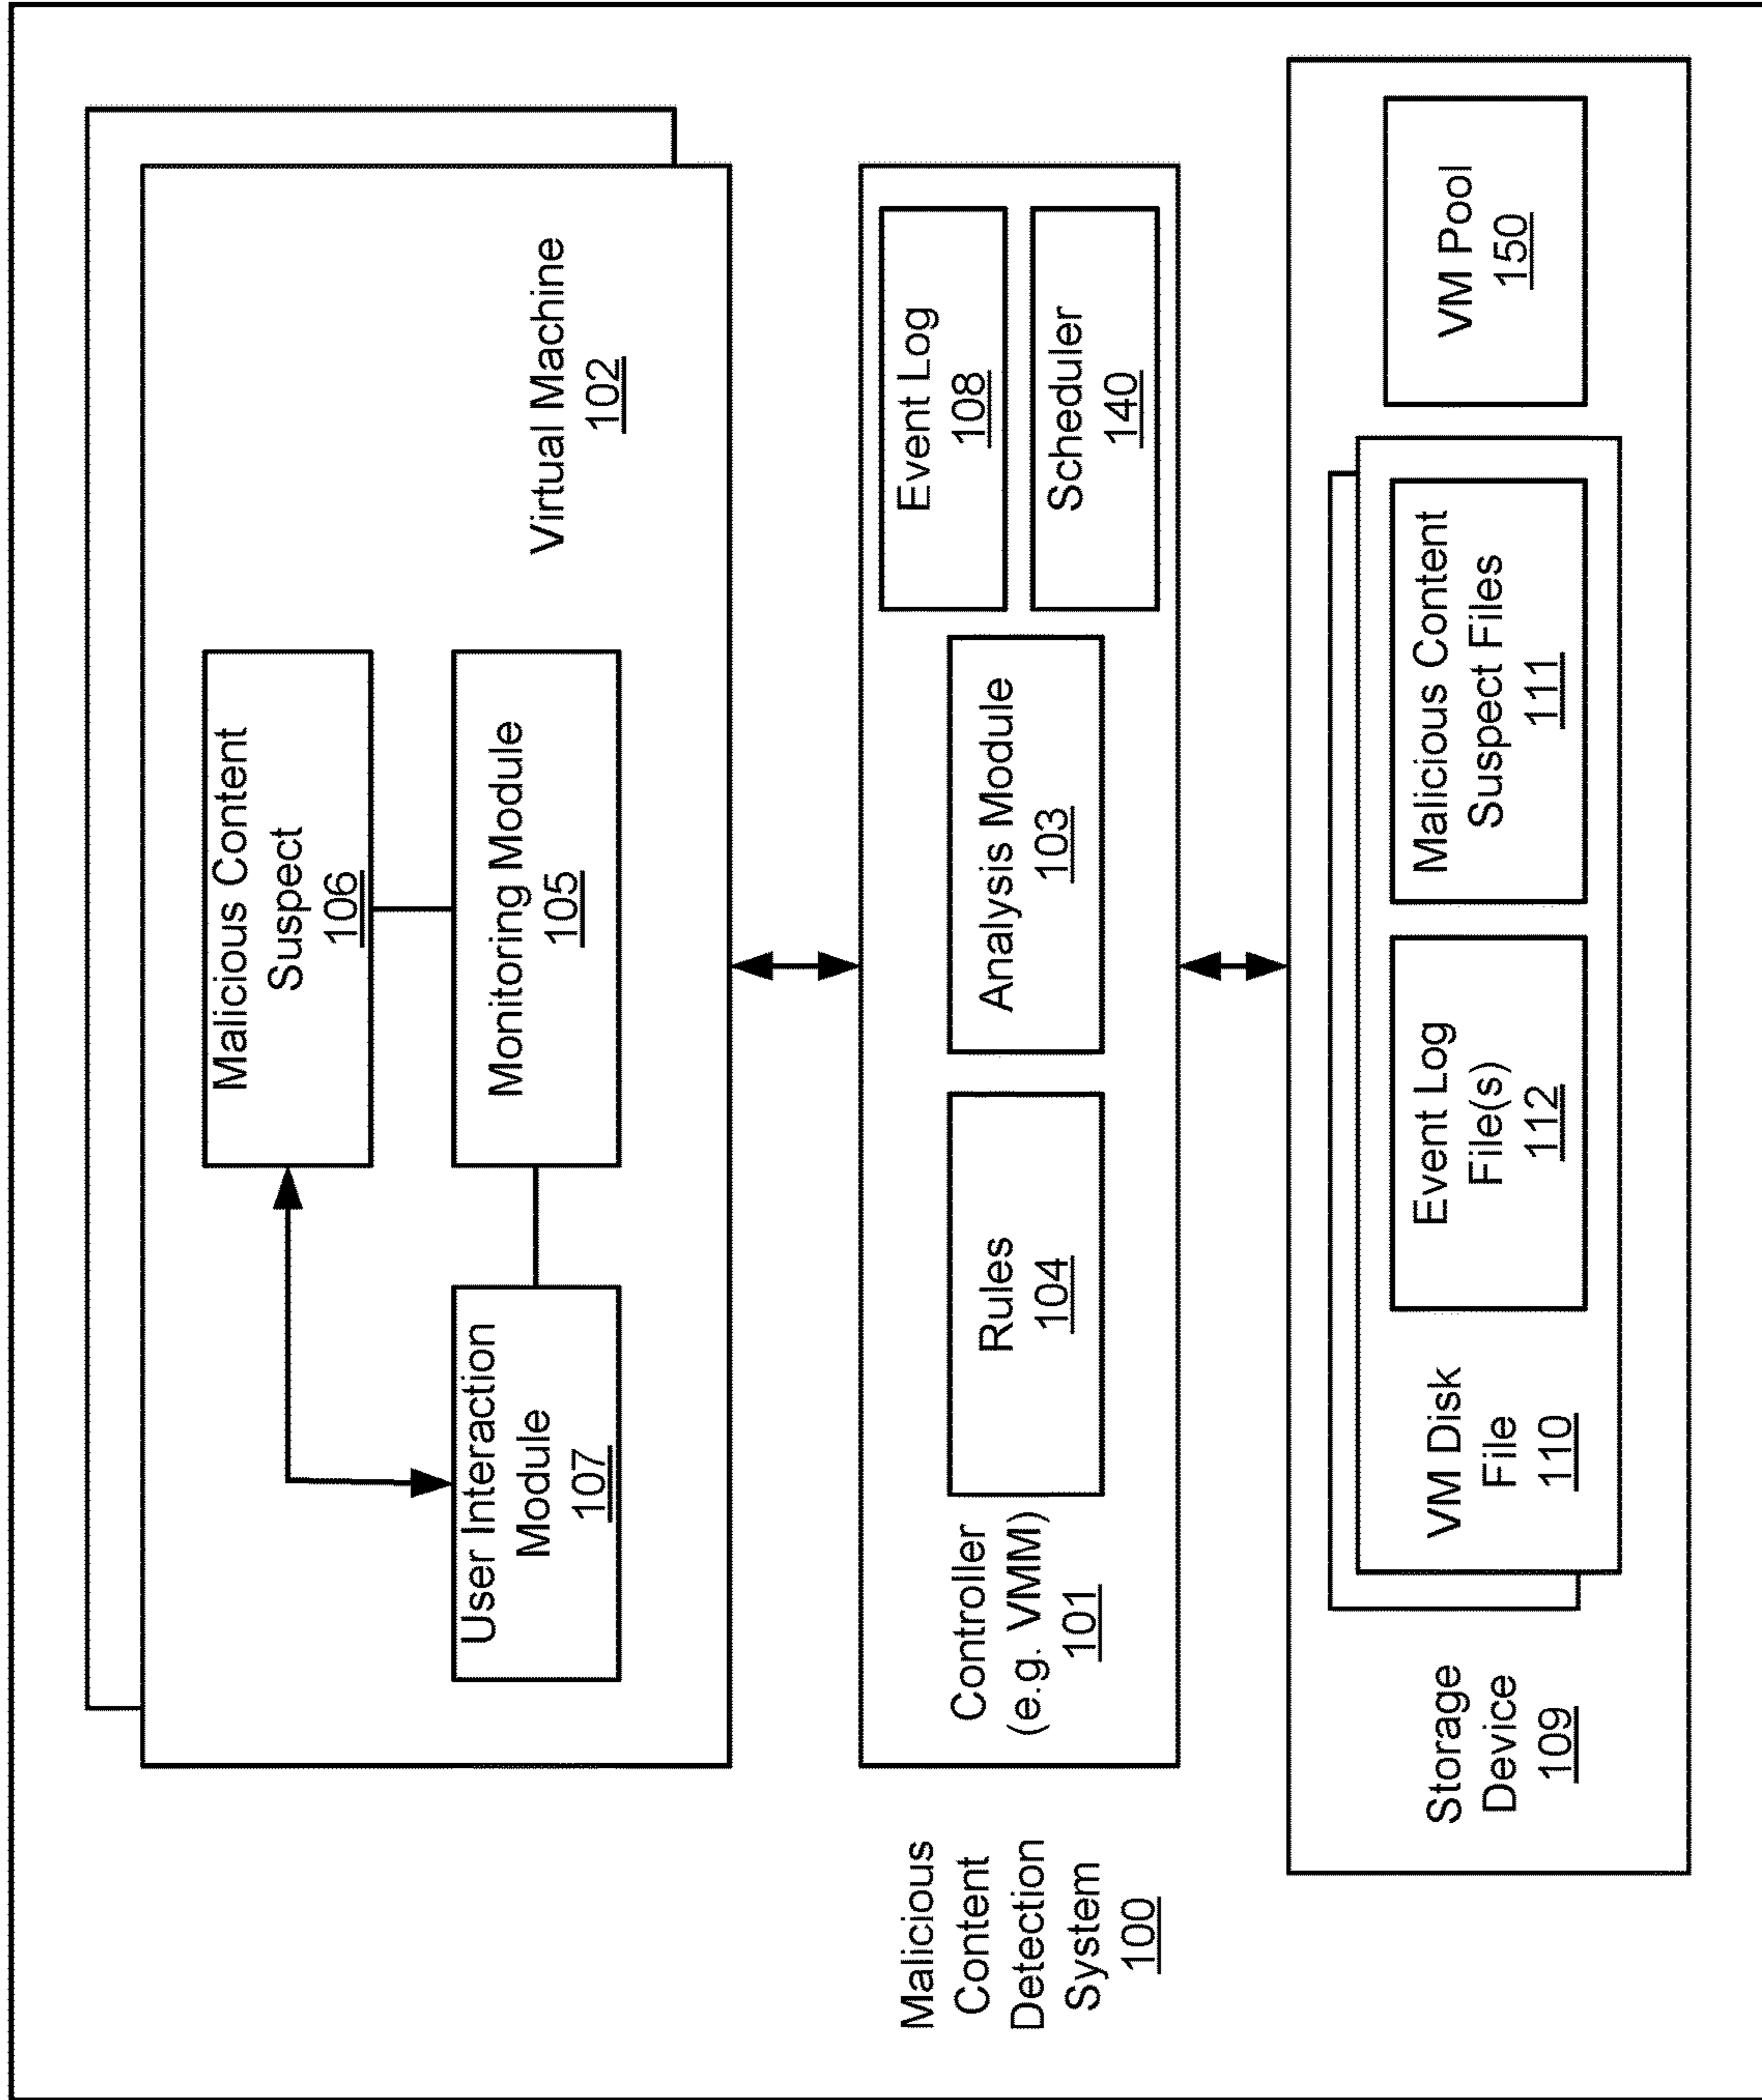 Malicious Content
Suspect
106
User Interaction
Module
107
Monitoring Module
105
Virtual Machine
102
Malicious
Content
Detection
System
100
Controller
(e.g. VMM)
101
Rules
104
Analysis Module
103
Event Log
108
Scheduler
140
Storage
Device
109
VM Disk
File
110
Event Log
File(s)
112
Malicious Content
Suspect Files
111
VM Pool
150